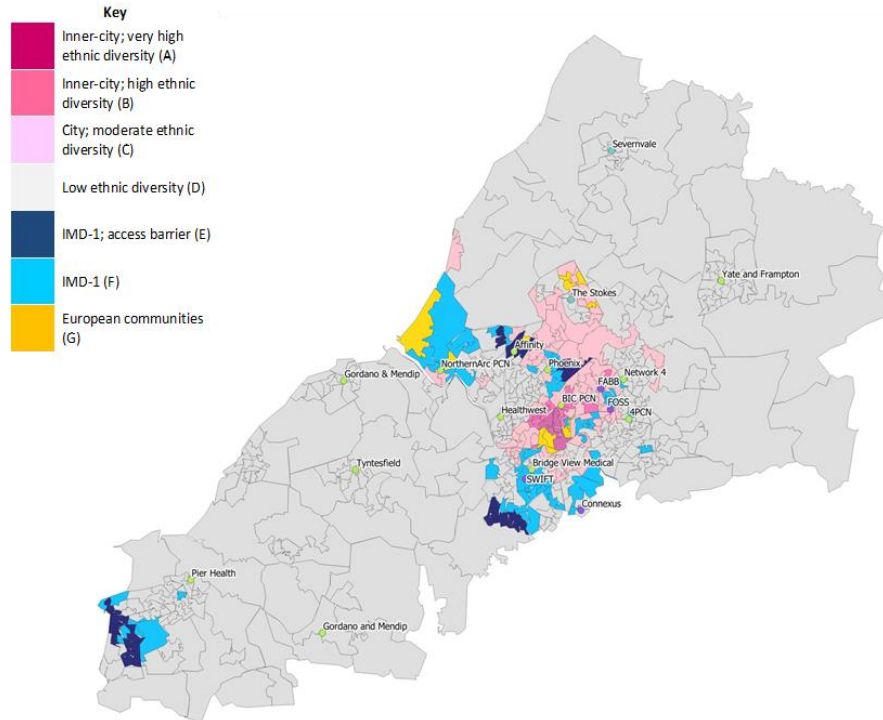 Key
Inner-city; very high
ethnic diversity (A)
Inner-city; high ethnic
diversity (B)
City; moderate ethnic
diversity (C)
Low ethnic diversity (D)
IMD-1; access barrier (E)
IMD-1 (F)
European communities
(G)
Severnvale
Yate and Frampton
The Stokes
Affinity
NorthernArc PCN
Phoenix
Network 4
Gordano & Mendip
FABB
BIC PCN
FOSS
Healthwest
4PCN
Tyntesfield
Bridge View Medical
SWIFT
Connexus
Pier Health
Gordano and Mendip